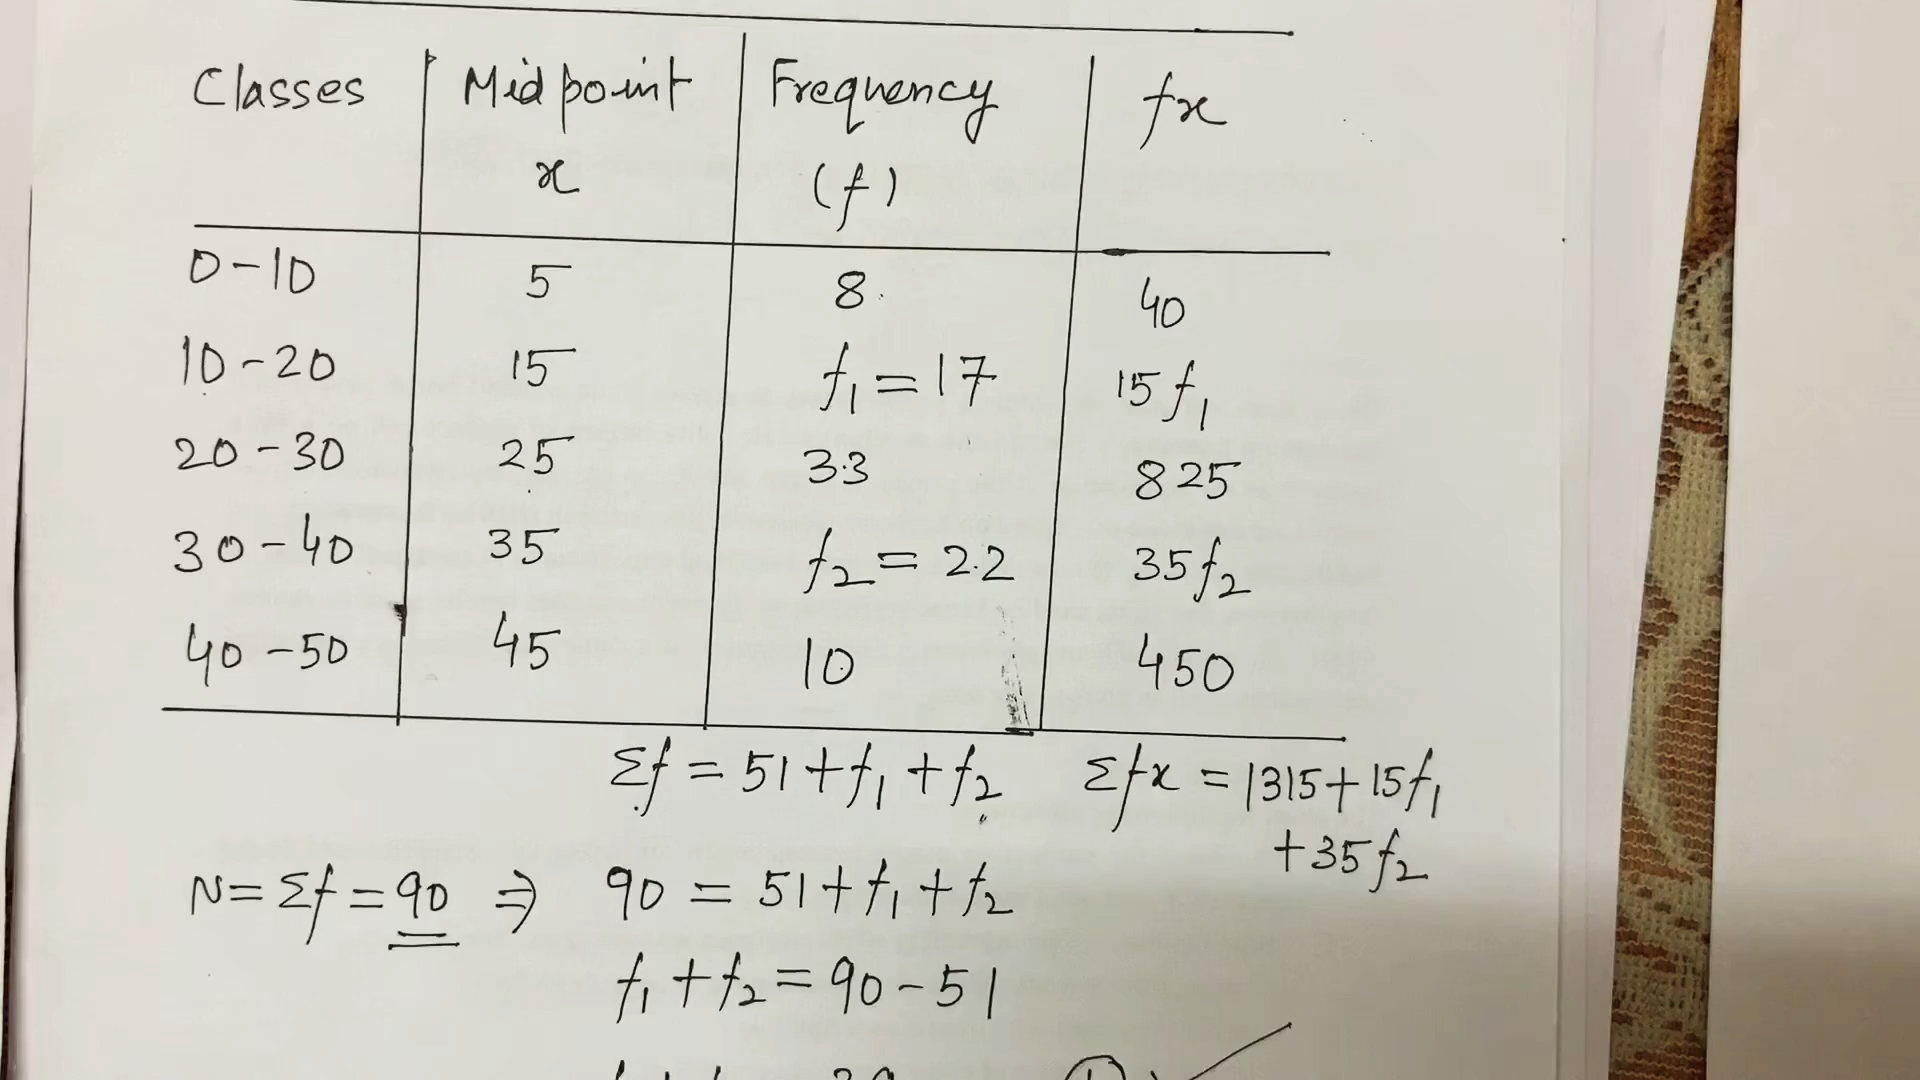 Classes Midpoint Frequency fx
x (f)
0-10 5 8 40
10-20 15 f₁ = 17 15f₁
20-30 25 33 825
30-40 35 f₂ = 22 35f₂
40-50 45 10 450
Σf = 51 + f₁ + f₂ Σfx = 1315 + 15f₁
+ 35f₂
N = Σf = 90 ⇒ 90 = 51 + f₁ + f₂
f₁ + f₂ = 90 - 51